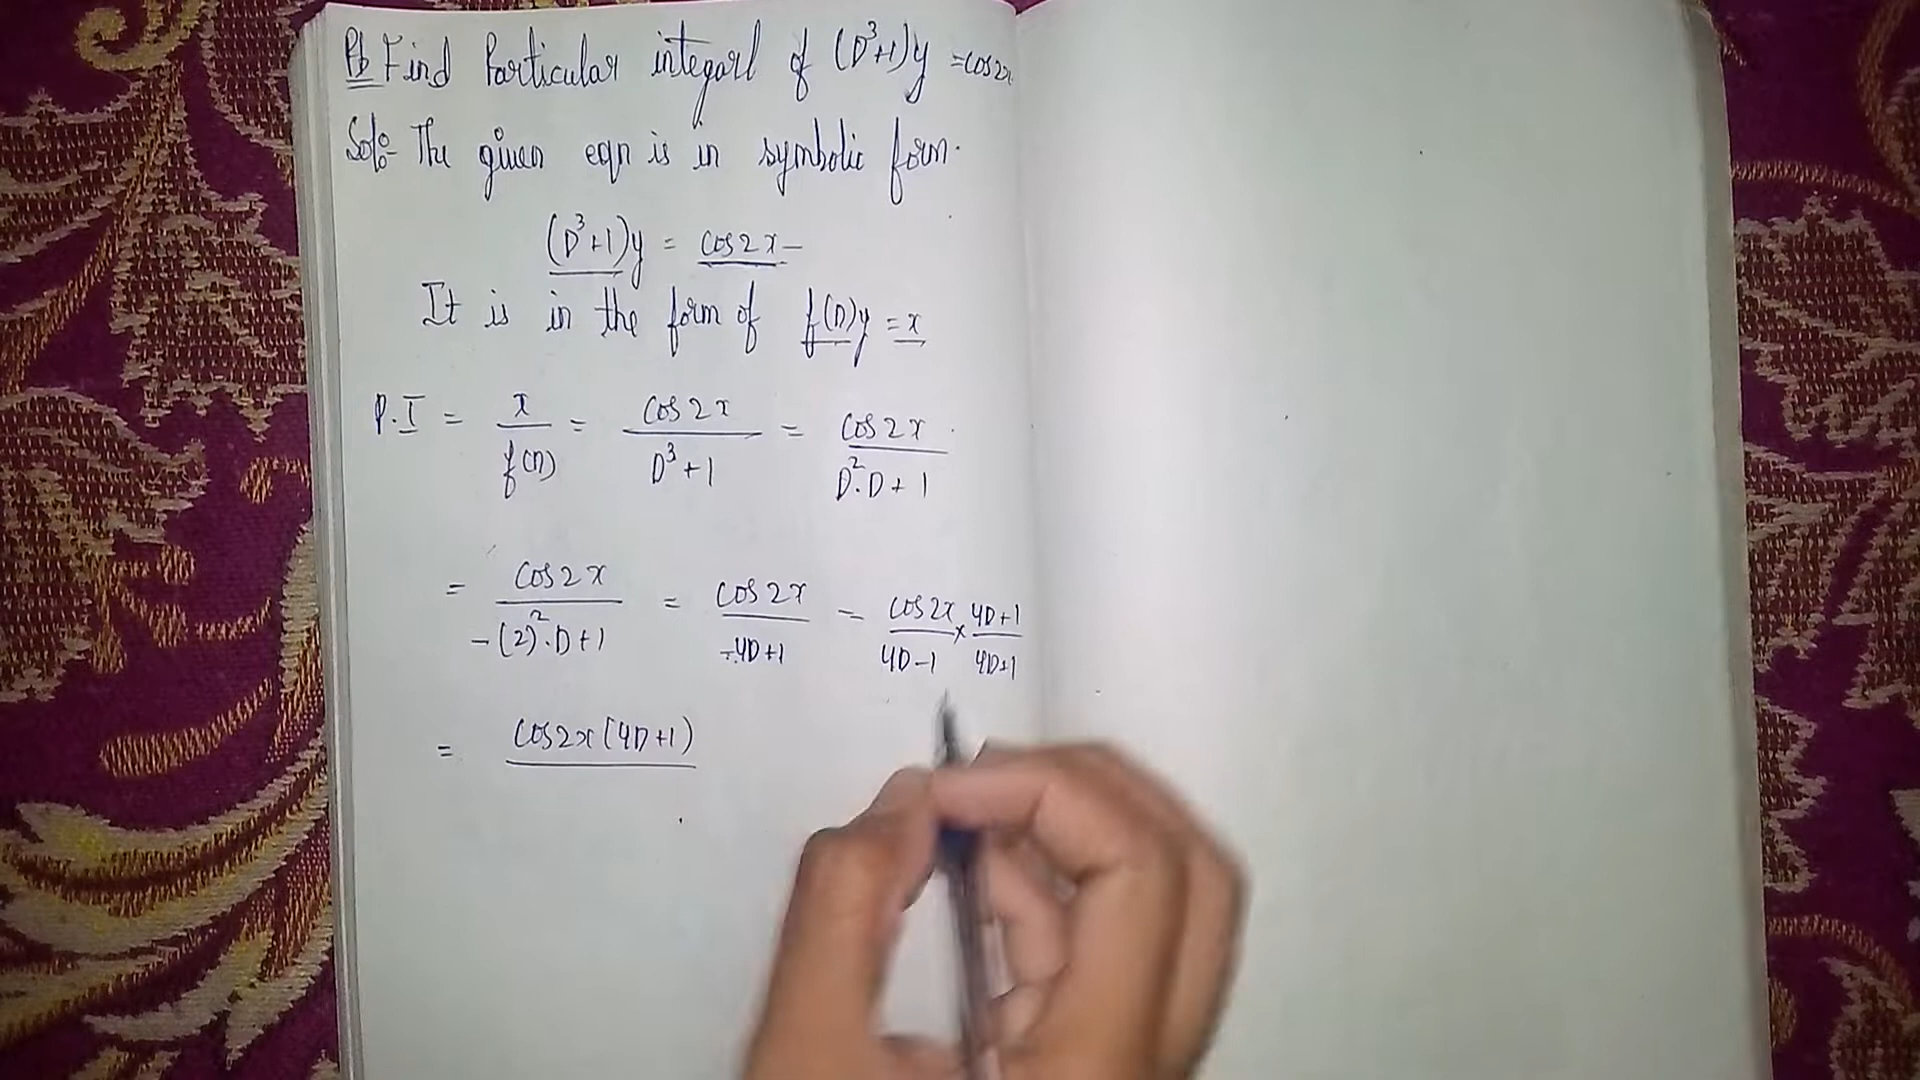 Pb Find Particular integarl of (D³+1)y =cos2x
Sol:- The given eqn is in symbolic form.
(D³+1)y = cos2x
It is in the form of f(D)y = x
P.I = x/f(D) = cos2x/D³+1 = cos2x/D².D+1
= cos2x/-(2)².D+1 = cos2x/-4D+1 = cos2x/4D-1 x 4D+1/4D+1
= cos2x(4D+1)